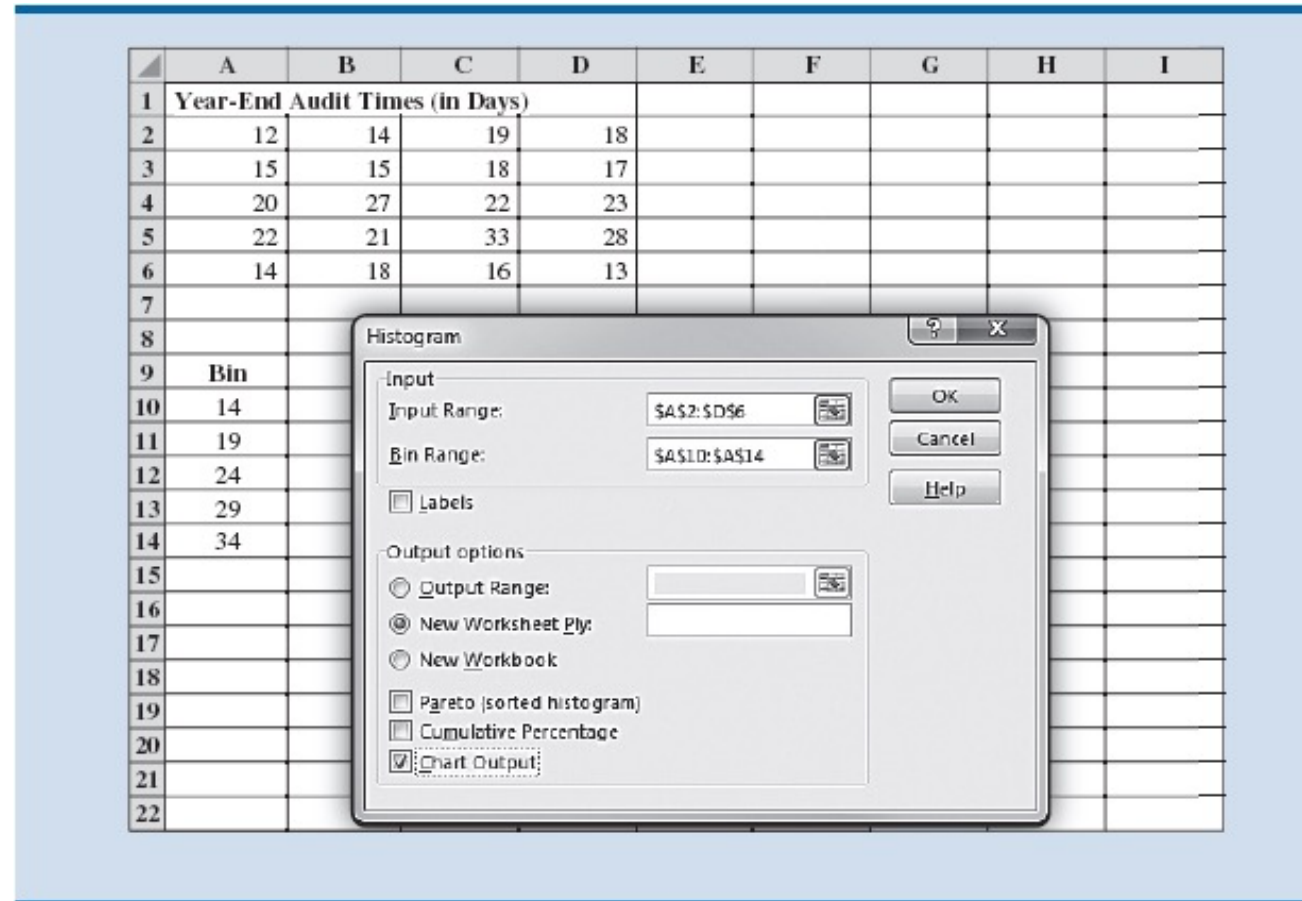 A B C D E F G H I
1 Year-End Audit Times (in Days)
2 12 14 19 18
3 15 15 18 17
4 20 27 22 23
5 22 21 33 28
6 14 18 16 13
7
8
Histogram ? X
9 Bin
Input
10 14
Input Range: $A$2:$D$6 OK
11 19
Bin Range: $A$10:$A$14 Cancel
12 24
Help
13 29
Labels
14 34
Output options
15
Output Range:
16
New Worksheet Ply:
17
New Workbook
18
19
Pareto (sorted histogram)
20
Cumulative Percentage
21
Chart Output
22